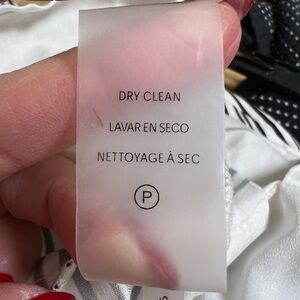 DRY CLEAN
LAVAR EN SECO
NETTOYAGE À SEC
P